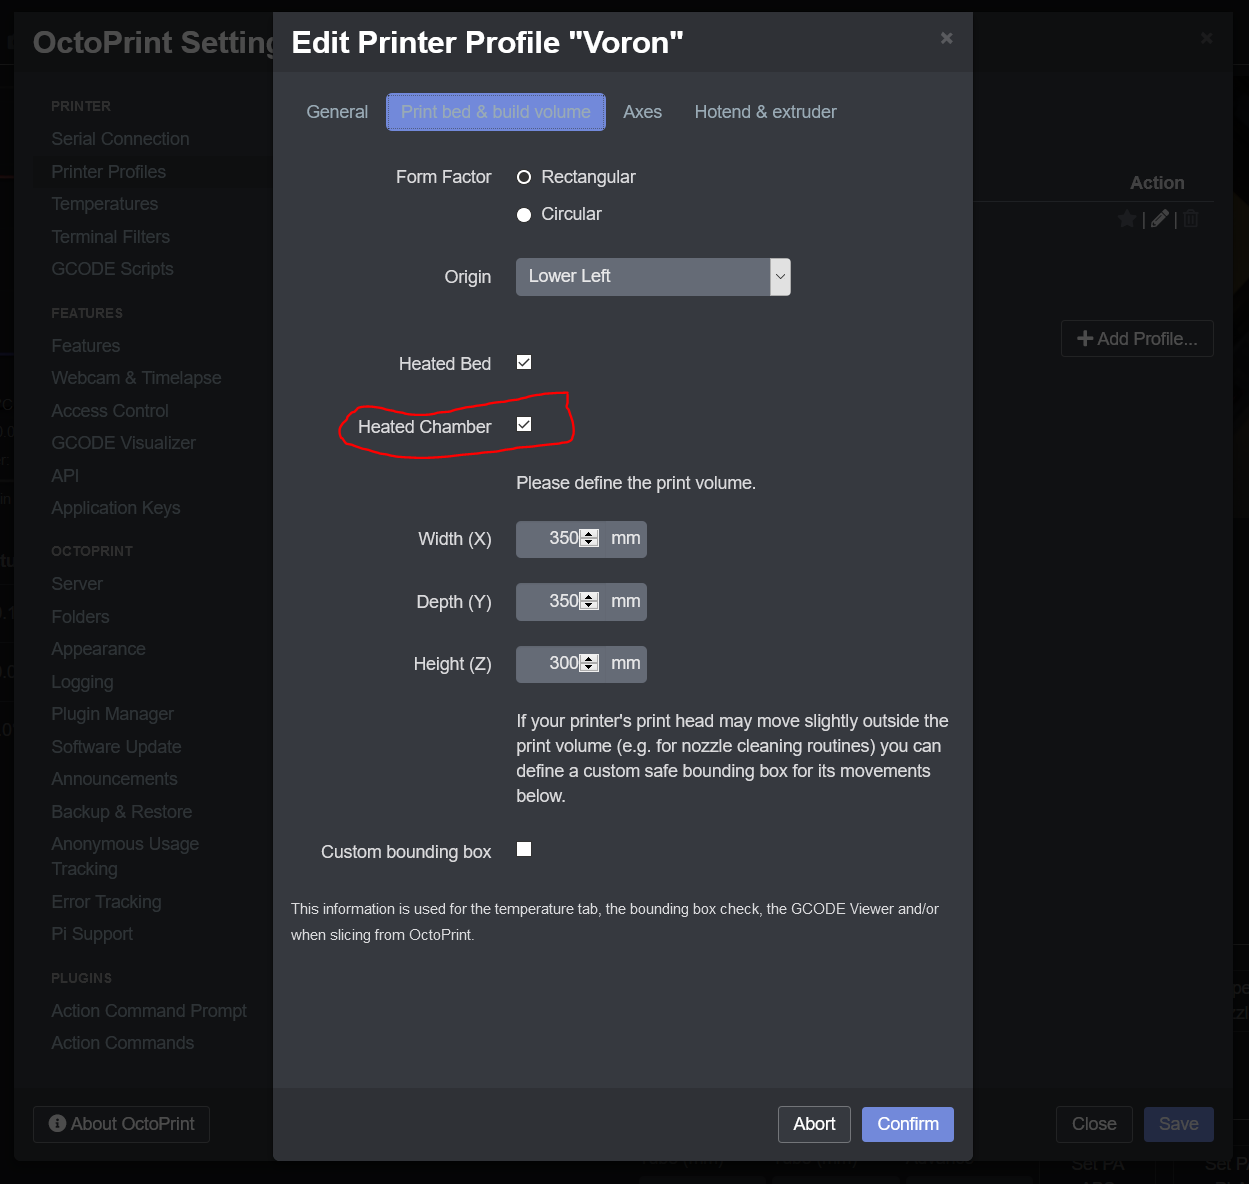 OctoPrint Setting
Edit Printer Profile "Voron"
PRINTER
Serial Connection
Printer Profiles
Temperatures
Terminal Filters
GCODE Scripts
FEATURES
Features
Webcam & Timelapse
Access Control
GCODE Visualizer
API
Application Keys
OCTOPRINT
Server
Folders
Appearance
Logging
Plugin Manager
Software Update
Announcements
Backup & Restore
Anonymous Usage
Tracking
Error Tracking
Pi Support
PLUGINS
Action Command Prompt
Action Commands
About OctoPrint
General Print bed & build volume Axes Hotend & extruder
Form Factor Rectangular
Circular
Origin Lower Left
Heated Bed
Heated Chamber
Please define the print volume.
Width (X) 350 mm
Depth (Y) 350 mm
Height (Z) 300 mm
If your printer's print head may move slightly outside the
print volume (e.g. for nozzle cleaning routines) you can
define a custom safe bounding box for its movements
below.
Custom bounding box
This information is used for the temperature tab, the bounding box check, the GCODE Viewer and/or
when slicing from OctoPrint.
Abort Confirm
Action
| |
Add Profile...
Close Save
Set PA